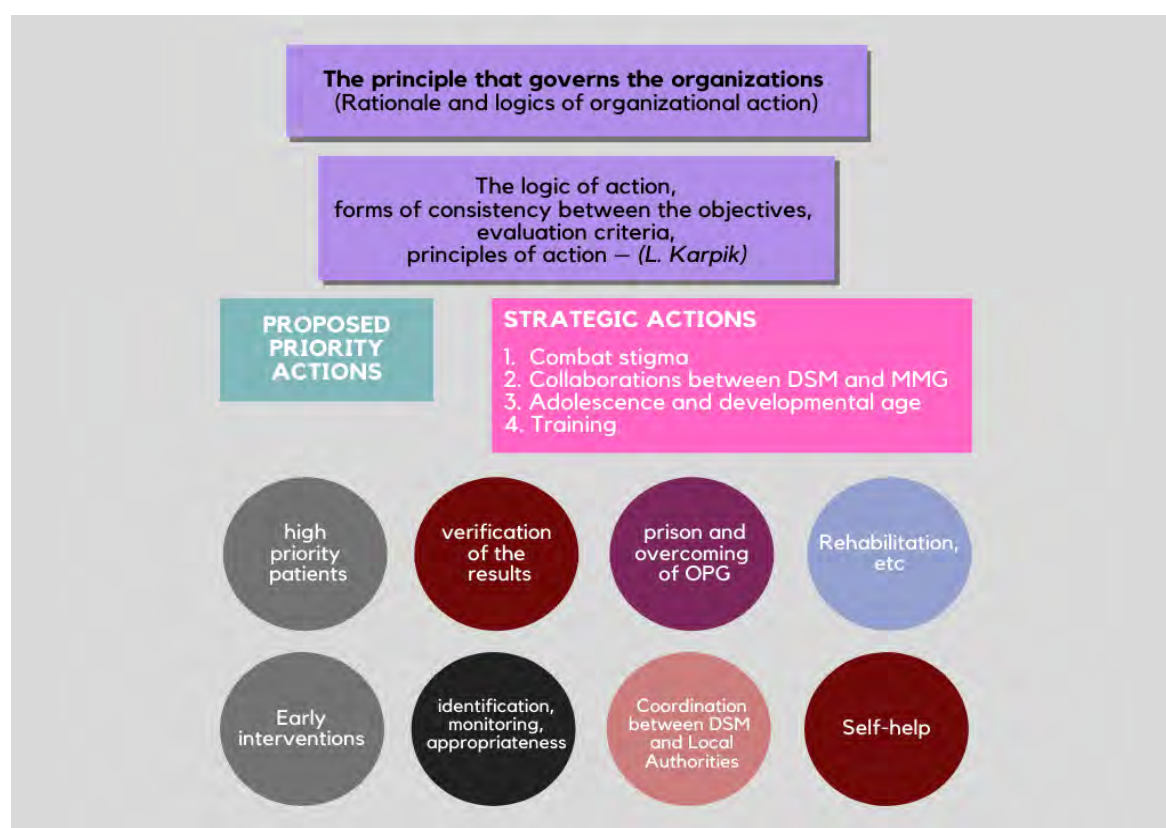 The principle that governs the organizations
(Rationale and logics of organizational action)
The logic of action,
forms of consistency between the objectives,
evaluation criteria,
principles of action – (L. Karpik)
PROPOSED
PRIORITY
ACTIONS
STRATEGIC ACTIONS
1. Combat stigma
2. Collaborations between DSM and MMG
3. Adolescence and developmental age
4. Training
high
priority
patients
verification
of the
results
prison and
overcoming
of OPG
Rehabilitation,
etc
Early
interventions
identification,
monitoring,
appropriateness
Coordination
between DSM
and Local
Authorities
Self-help